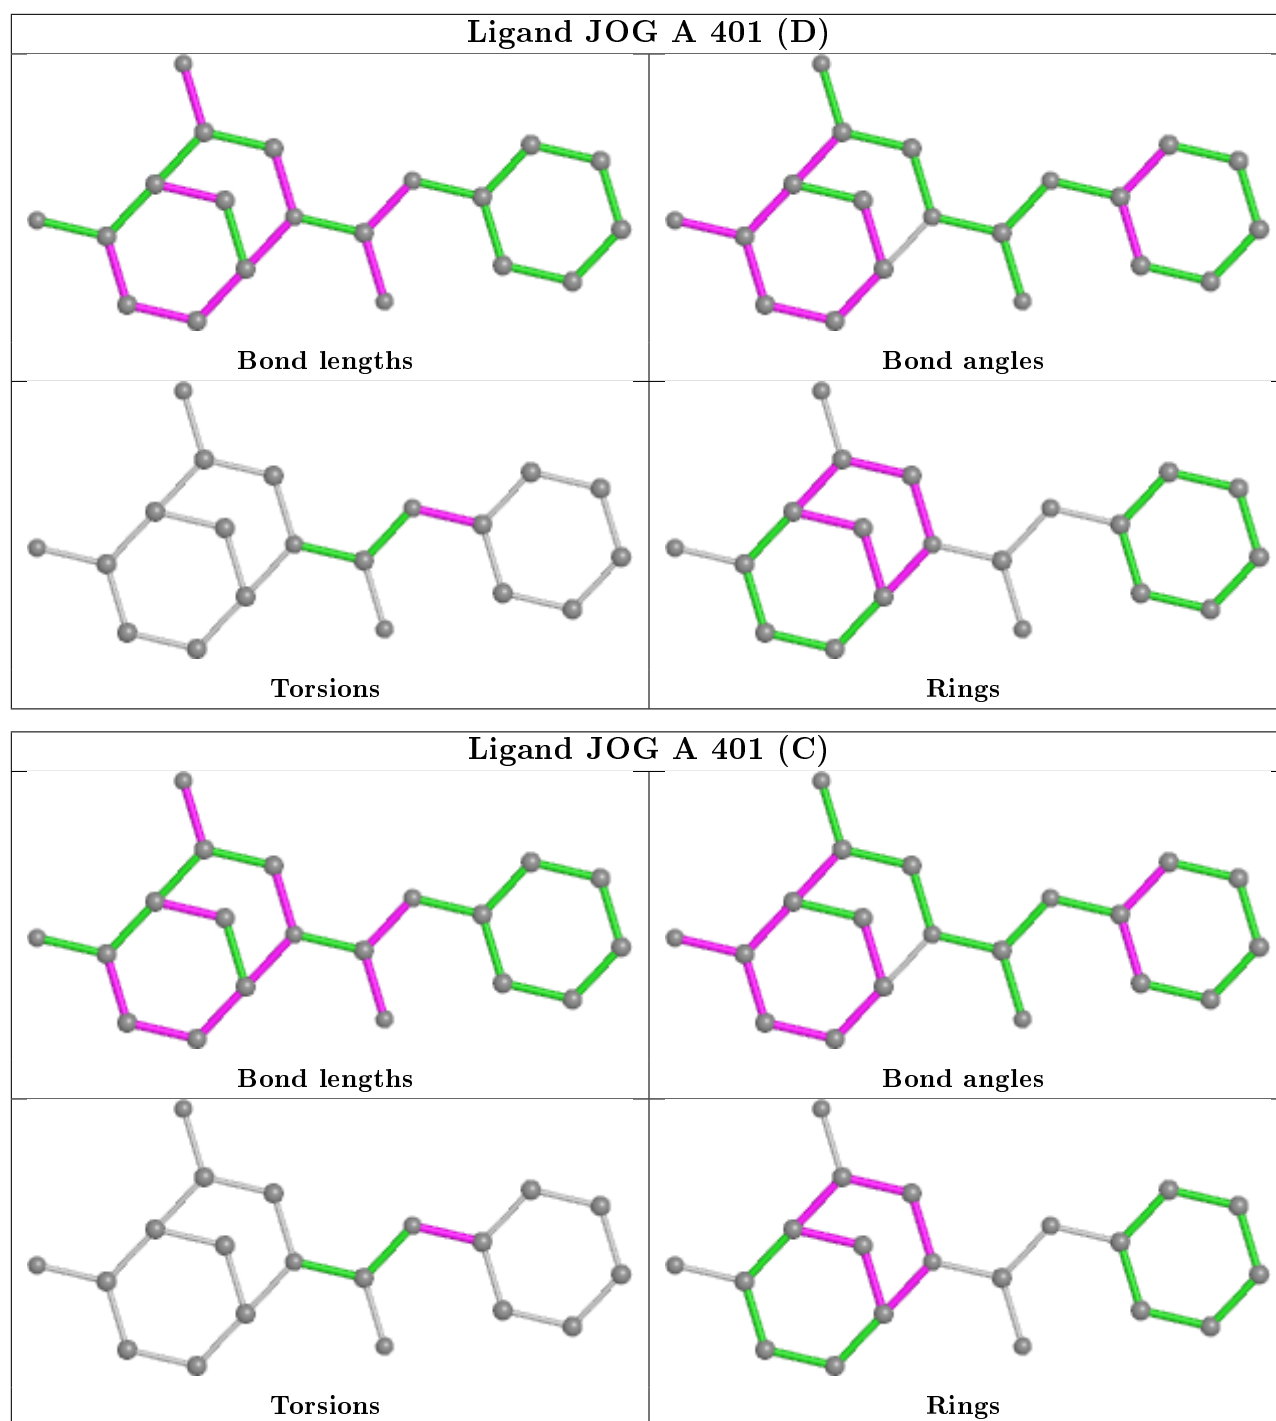 Ligand JOG A 401 (D)
Bond lengths
Bond angles
Torsions
Rings
Ligand JOG A 401 (C)
Bond lengths
Bond angles
Torsions
Rings